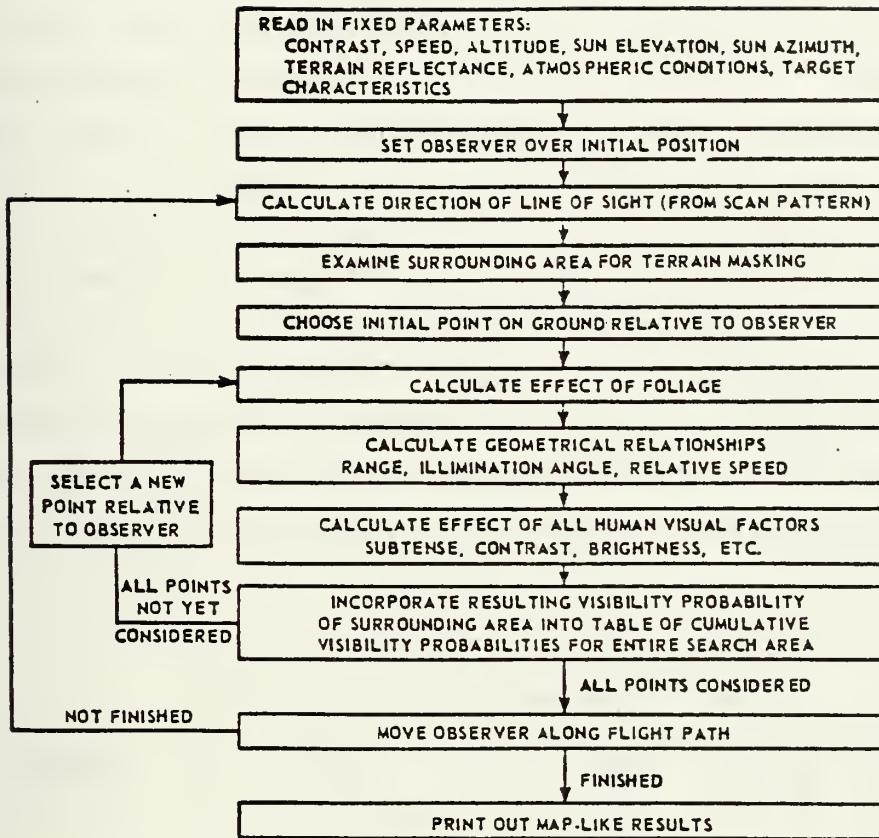 READ IN FIXED PARAMETERS:
CONTRAST, SPEED, ALTITUDE, SUN ELEVATION, SUN AZIMUTH,
TERRAIN REFLECTANCE, ATMOSPHERIC CONDITIONS, TARGET
CHARACTERISTICS
SET OBSERVER OVER INITIAL POSITION
CALCULATE DIRECTION OF LINE OF SIGHT (FROM SCAN PATTERN)
EXAMINE SURROUNDING AREA FOR TERRAIN MASKING
CHOOSE INITIAL POINT ON GROUND RELATIVE TO OBSERVER
CALCULATE EFFECT OF FOLIAGE
CALCULATE GEOMETRICAL RELATIONSHIPS
RANGE, ILLIMINATION ANGLE, RELATIVE SPEED
SELECT A NEW
POINT RELATIVE
TO OBSERVER
CALCULATE EFFECT OF ALL HUMAN VISUAL FACTORS
SUBTENSE, CONTRAST, BRIGHTNESS, ETC.
ALL POINTS
NOT YET
CONSIDERED
INCORPORATE RESULTING VISIBILITY PROBABILITY
OF SURROUNDING AREA INTO TABLE OF CUMULATIVE
VISIBILITY PROBABILITIES FOR ENTIRE SEARCH AREA
ALL POINTS CONSIDERED
NOT FINISHED
MOVE OBSERVER ALONG FLIGHT PATH
FINISHED
PRINT OUT MAP-LIKE RESULTS